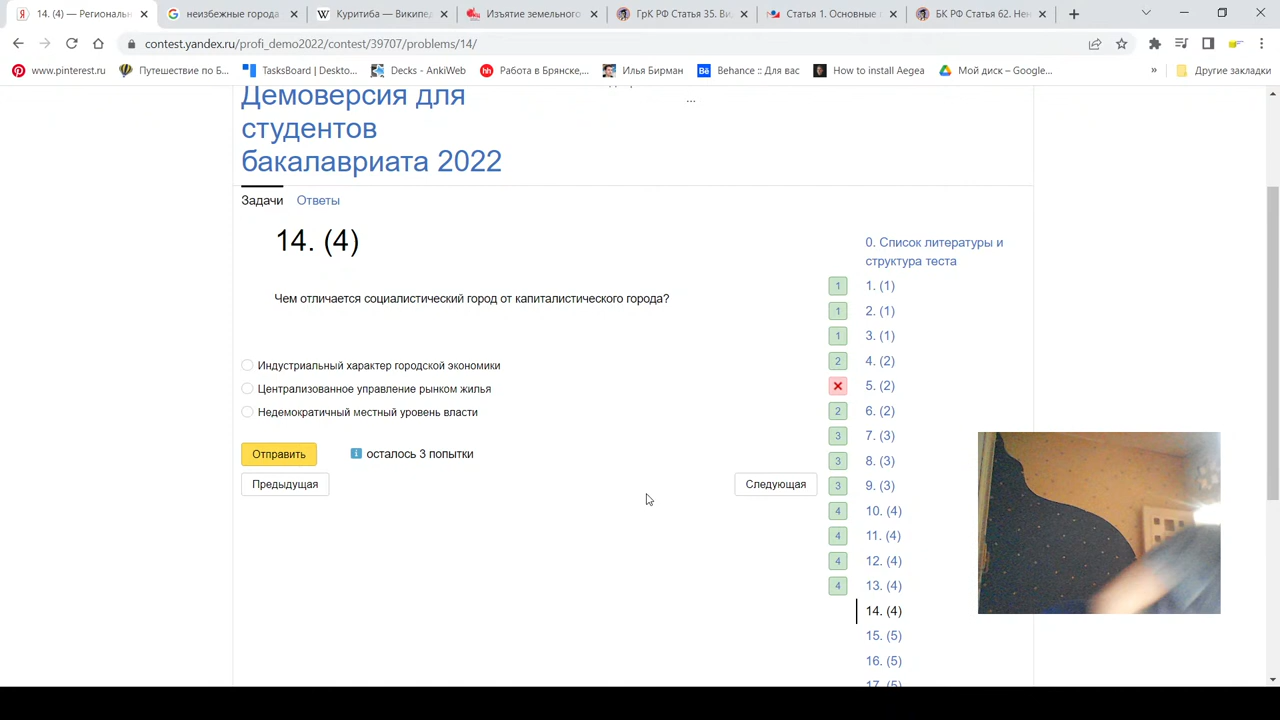 14. (4) — Региональн
неизбежные города
Куритиба — Википед
Изъятие земельного
ГрК РФ Статья 35. Ви
Статья 1. Основные
БК РФ Статья 62. Нен
contest.yandex.ru/profi_demo2022/contest/39707/problems/14/
www.pinterest.ru
Путешествие по Б...
TasksBoard | Deskto...
Decks - AnkiWeb
Работа в Брянске,...
Илья Бирман
Behance :: Для вас
How to install Aegea
Мой диск – Google...
»
Другие закладки
Демоверсия для
студентов
бакалавриата 2022
...
Задачи
Ответы
14. (4)
Чем отличается социалистический город от капиталистического города?
Индустриальный характер городской экономики
Централизованное управление рынком жилья
Недемократичный местный уровень власти
Отправить
осталось 3 попытки
Предыдущая
Следующая
0. Список литературы и
структура теста
1 1. (1)
1 2. (1)
1 3. (1)
2 4. (2)
5. (2)
2 6. (2)
3 7. (3)
3 8. (3)
3 9. (3)
4 10. (4)
4 11. (4)
4 12. (4)
4 13. (4)
14. (4)
15. (5)
16. (5)
17. (5)